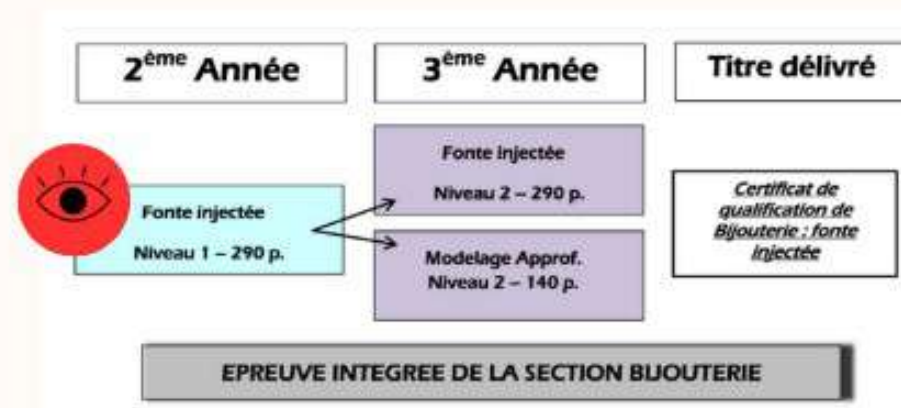 2ème Année
3ème Année
Titre délivré
Fonte injectée
Niveau 1 – 290 p.
Fonte injectée
Niveau 2 – 290 p.
Modelage Approf.
Niveau 2 – 140 p.
Certificat de
qualification de
Bijouterie : fonte
injectée
EPREUVE INTEGREE DE LA SECTION BIJOUTERIE